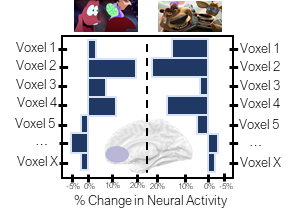 Voxel 1 Voxel 1
Voxel 2 Voxel 2
Voxel 3 Voxel 3
Voxel 4 Voxel 4
Voxel 5 Voxel 5
... ...
Voxel X Voxel X
-5% 0% 10% 20% 20% 10% 0% -5%
% Change in Neural Activity